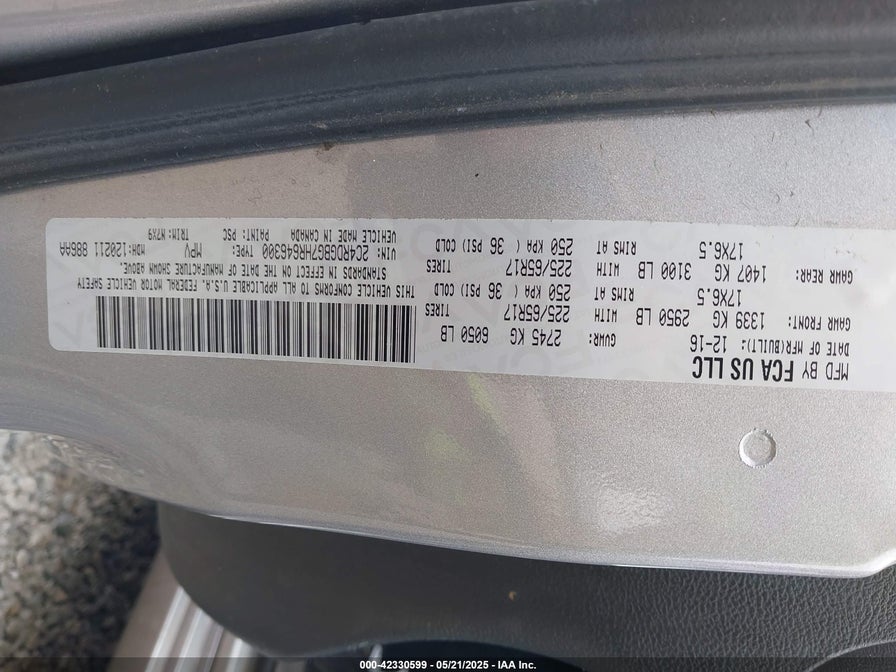 MFD BY FCA US LLC
DATE OF MFR(BUILT): 12-16
GVWR: 2745 KG 6050 LB
GAWR FRONT: 1339 KG 2950 LB WITH 225/65R17 TIRES
17X6.5 RIMS AT 250 KPA ( 36 PSI) COLD
GAWR REAR: 1407 KG 3100 LB WITH 225/65R17 TIRES
17X6.5 RIMS AT 250 KPA ( 36 PSI) COLD
THIS VEHICLE CONFORMS TO ALL APPLICABLE U.S.A. FEDERAL MOTOR VEHICLE SAFETY
STANDARDS IN EFFECT ON THE DATE OF MANUFACTURE SHOWN ABOVE.
VIN: 2C4RDGBG7HR646300 TYPE: MPV MDH:120211 886AA
VEHICLE MADE IN CANADA PAINT: PSC TRIM: N7X9
000-42330599 — 05/21/2025 — IAA Inc.